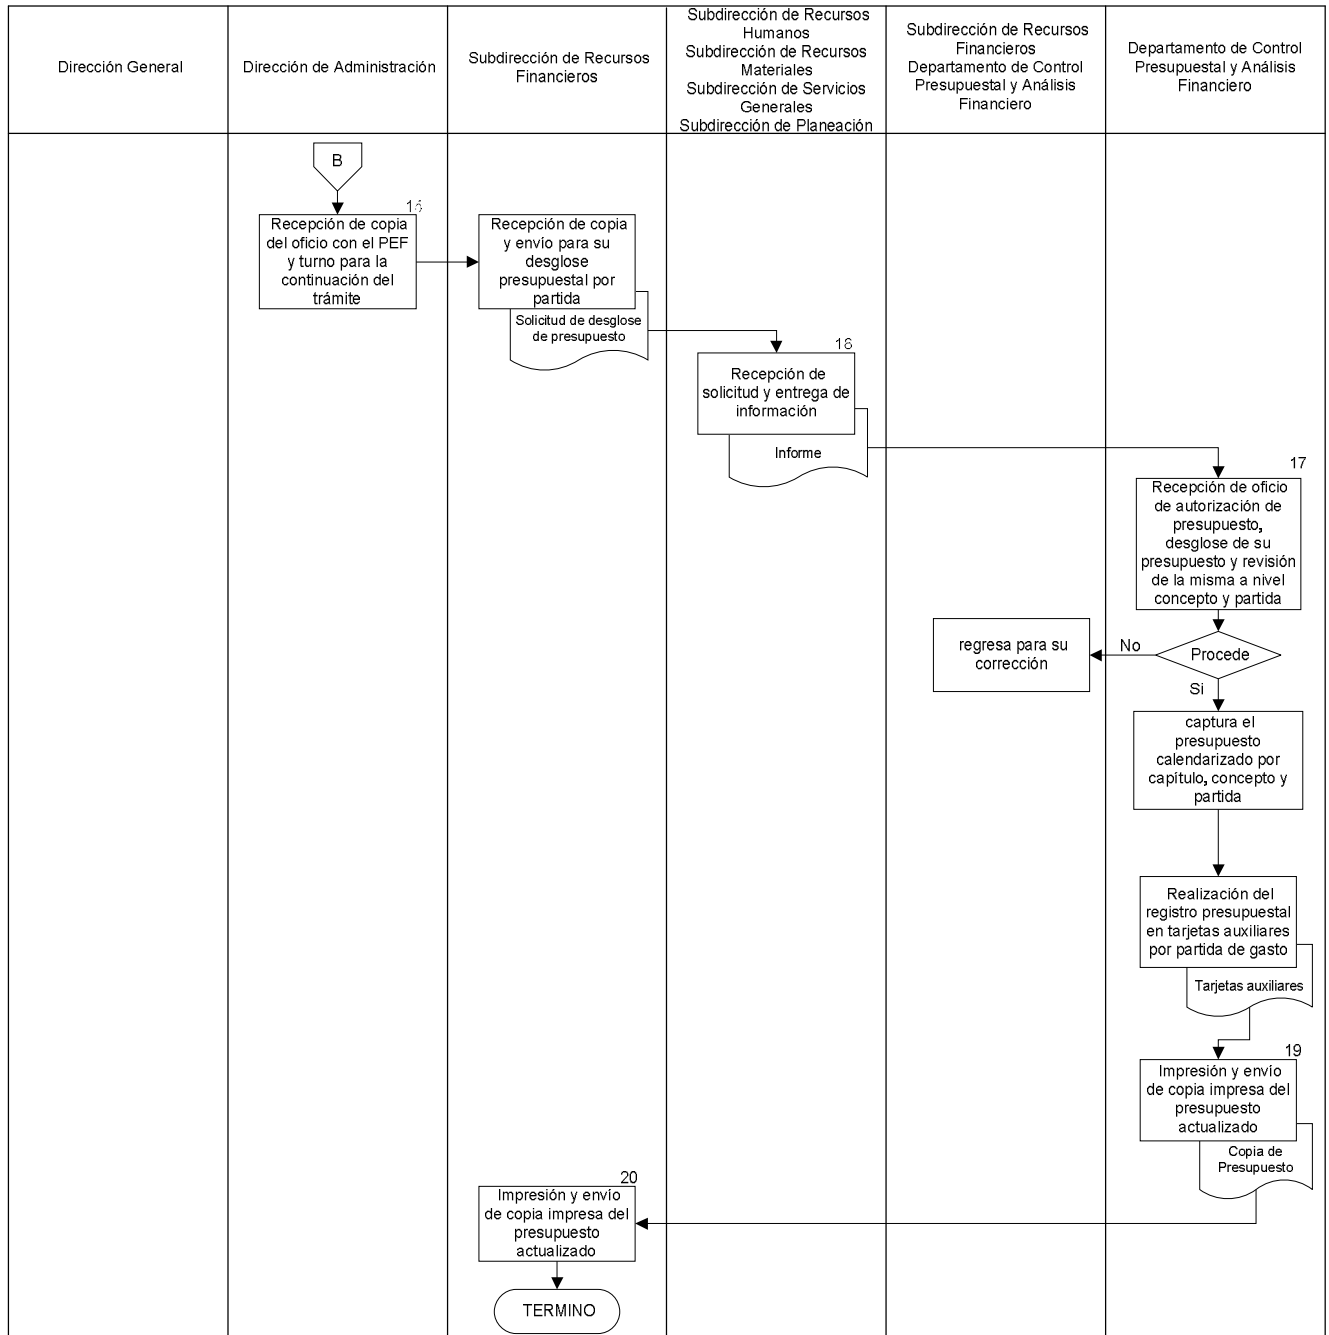 Dirección General
Dirección de Administración
Subdirección de Recursos
Financieros
Subdirección de Recursos
Humanos
Subdirección de Recursos
Materiales
Subdirección de Servicios
Generales
Subdirección de Planeación
Subdirección de Recursos
Financieros
Departamento de Control
Presupuestal y Análisis
Financiero
Departamento de Control
Presupuestal y Análisis
Financiero
B
Recepción de copia
del oficio con el PEF
y turno para la
continuación del
trámite
Recepción de copia
y envío para su
desglose
presupuestal por
partida
Solicitud de desglose
de presupuesto
Recepción de
solicitud y entrega de
información
Informe
17
Recepción de oficio
de autorización de
presupuesto,
desglose de su
presupuesto y revisión
de la misma a nivel
concepto y partida
Procede
No
regresa para su
corrección
Si
captura el
presupuesto
calendarizado por
capítulo, concepto y
partida
Realización del
registro presupuestal
en tarjetas auxiliares
por partida de gasto
Tarjetas auxiliares
19
Impresión y envío
de copia impresa del
presupuesto
actualizado
Copia de
Presupuesto
20
Impresión y envío
de copia impresa del
presupuesto
actualizado
TERMINO